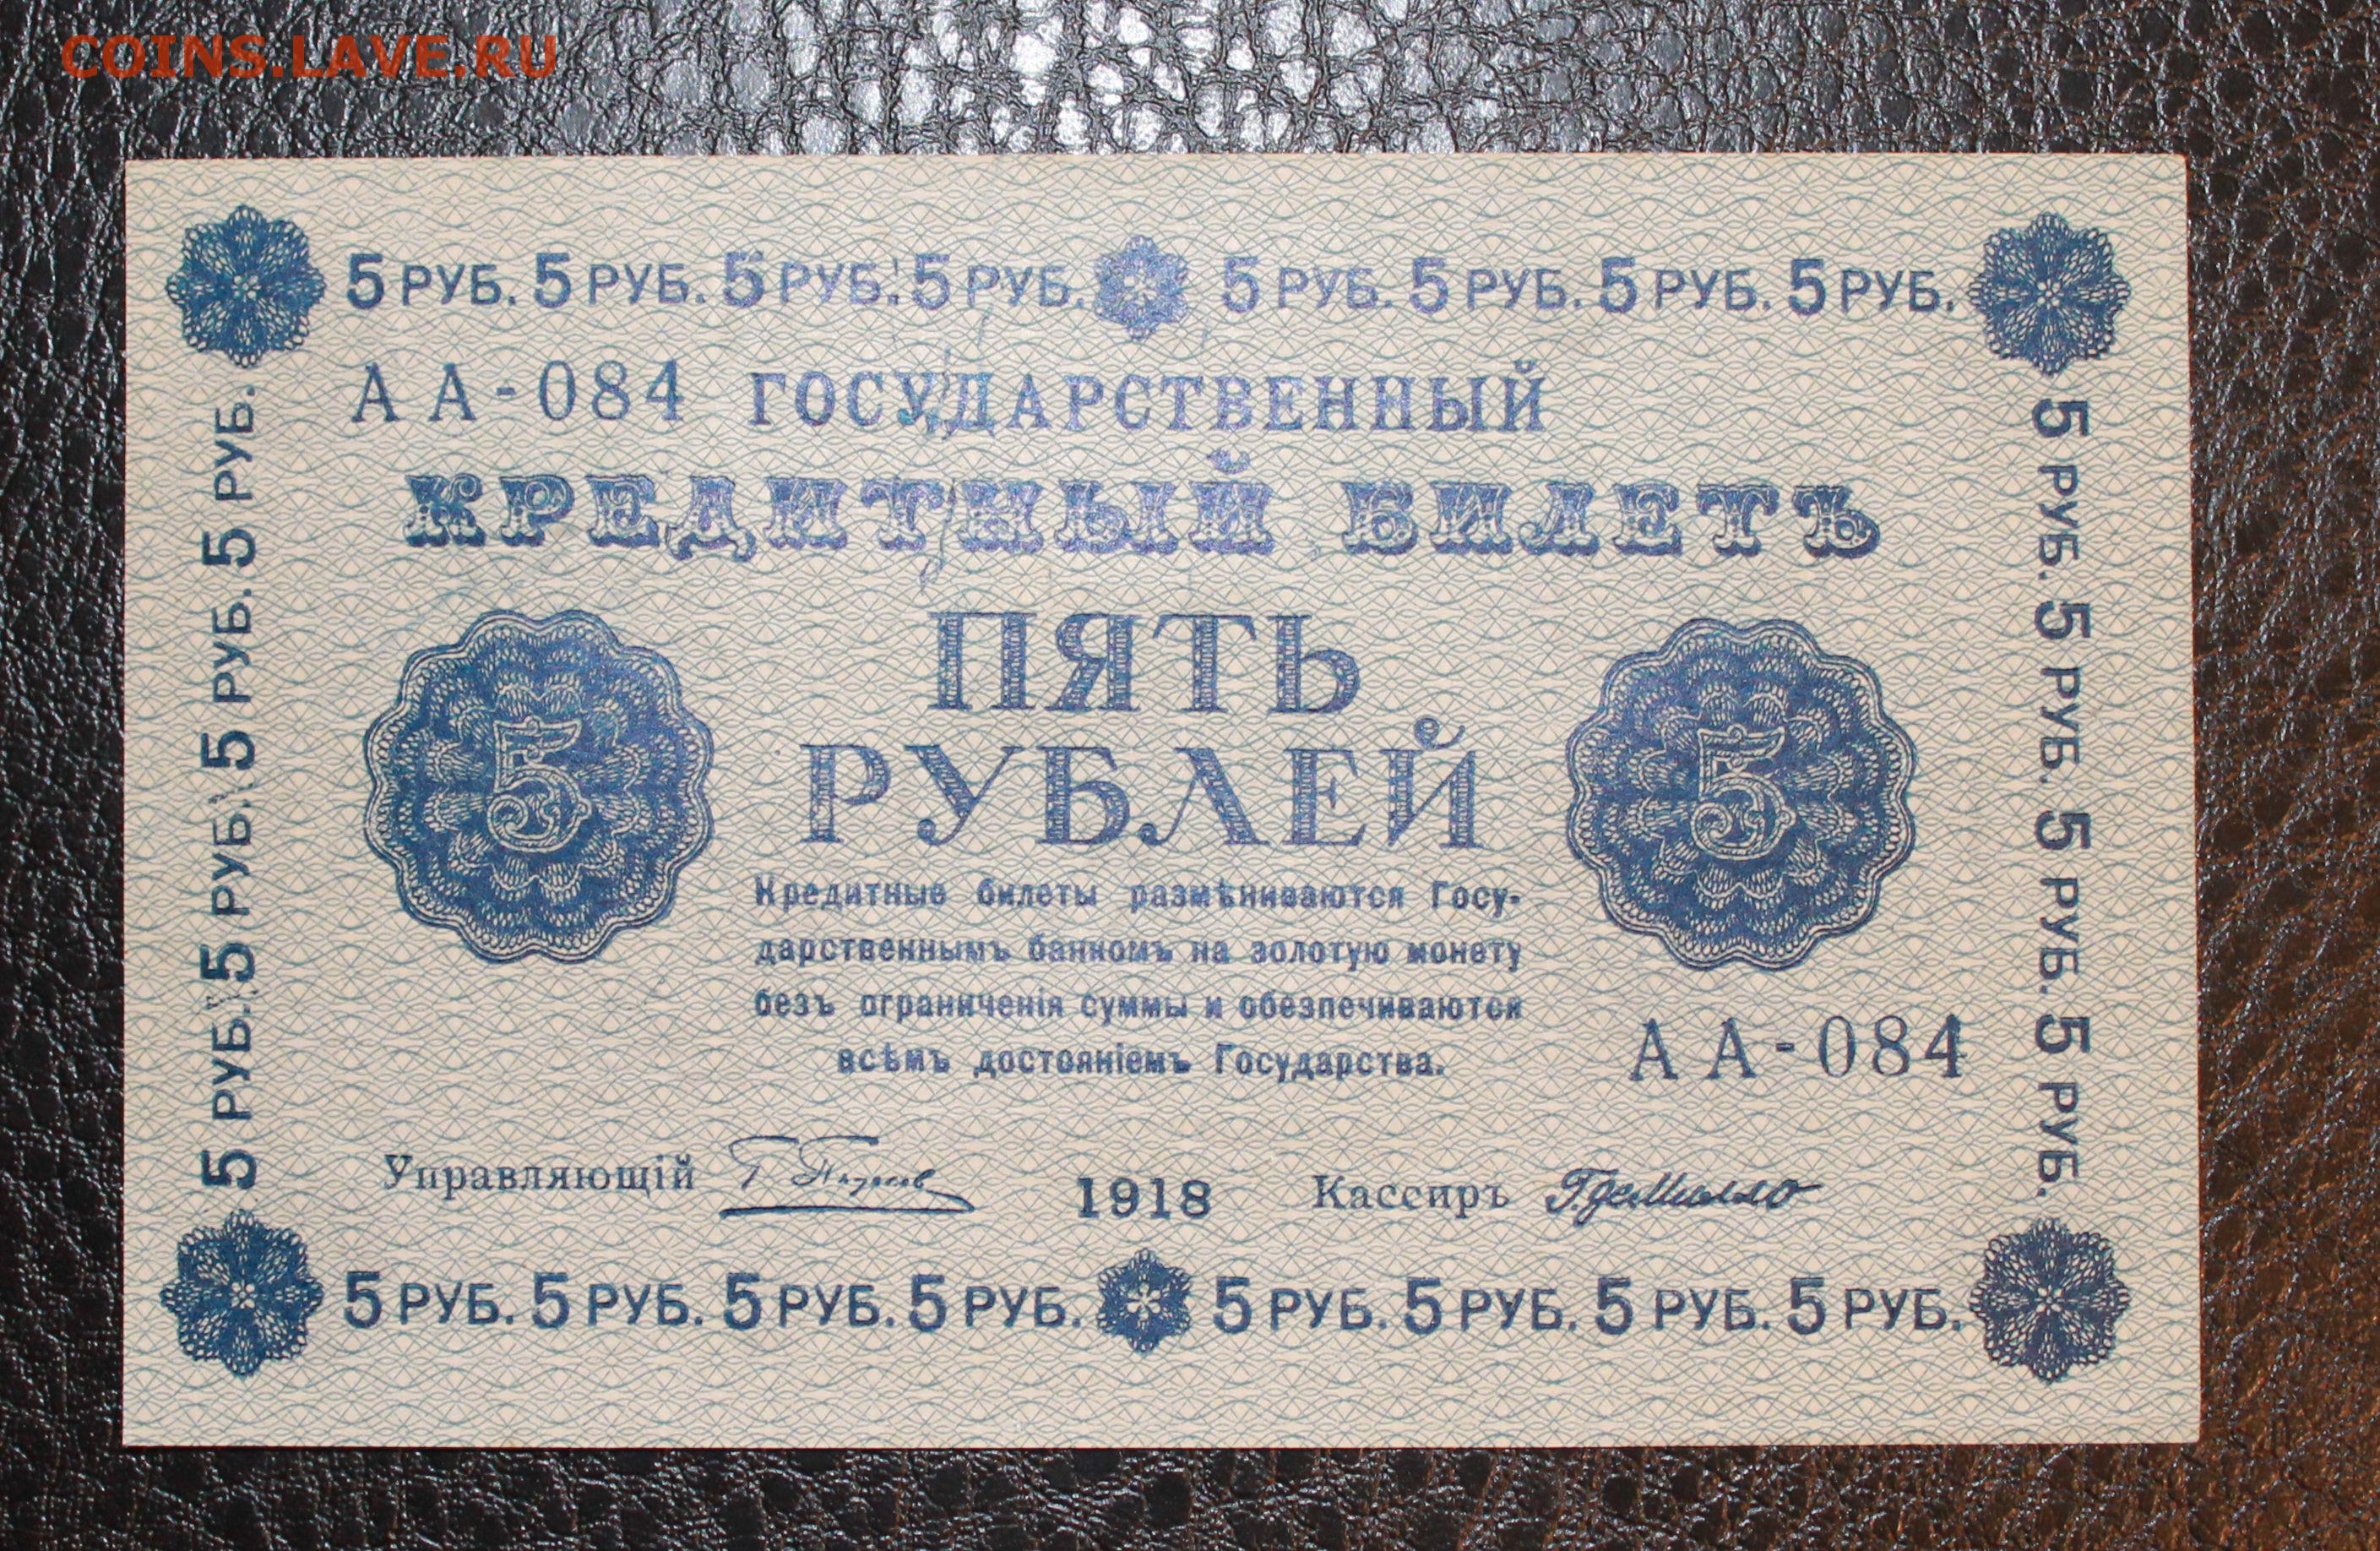 COINS.LAVE.RU
5 РУБ. 5 РУБ. 5 РУБ. 5 РУБ. 5 РУБ. 5 РУБ. 5 РУБ. 5 РУБ.
АА-084 ГОСУДАРСТВЕННЫЙ
КРЕДИТНЫЙ БИЛЕТЪ
ПЯТЬ
РУБЛЕЙ
5
5
Кредитные билеты размѣниваются Госу-
дарственнымъ банкомъ на золотую монету
безъ ограниченія суммы и обезпечиваются
всѣмъ достояніемъ Государства.
АА-084
Управляющій
1918
Кассиръ Г. де Милло
5 РУБ. 5 РУБ. 5 РУБ. 5 РУБ. 5 РУБ. 5 РУБ. 5 РУБ. 5 РУБ.
5 РУБ. 5 РУБ. 5 РУБ. 5 РУБ. 5 РУБ.
5 РУБ. 5 РУБ. 5 РУБ. 5 РУБ.